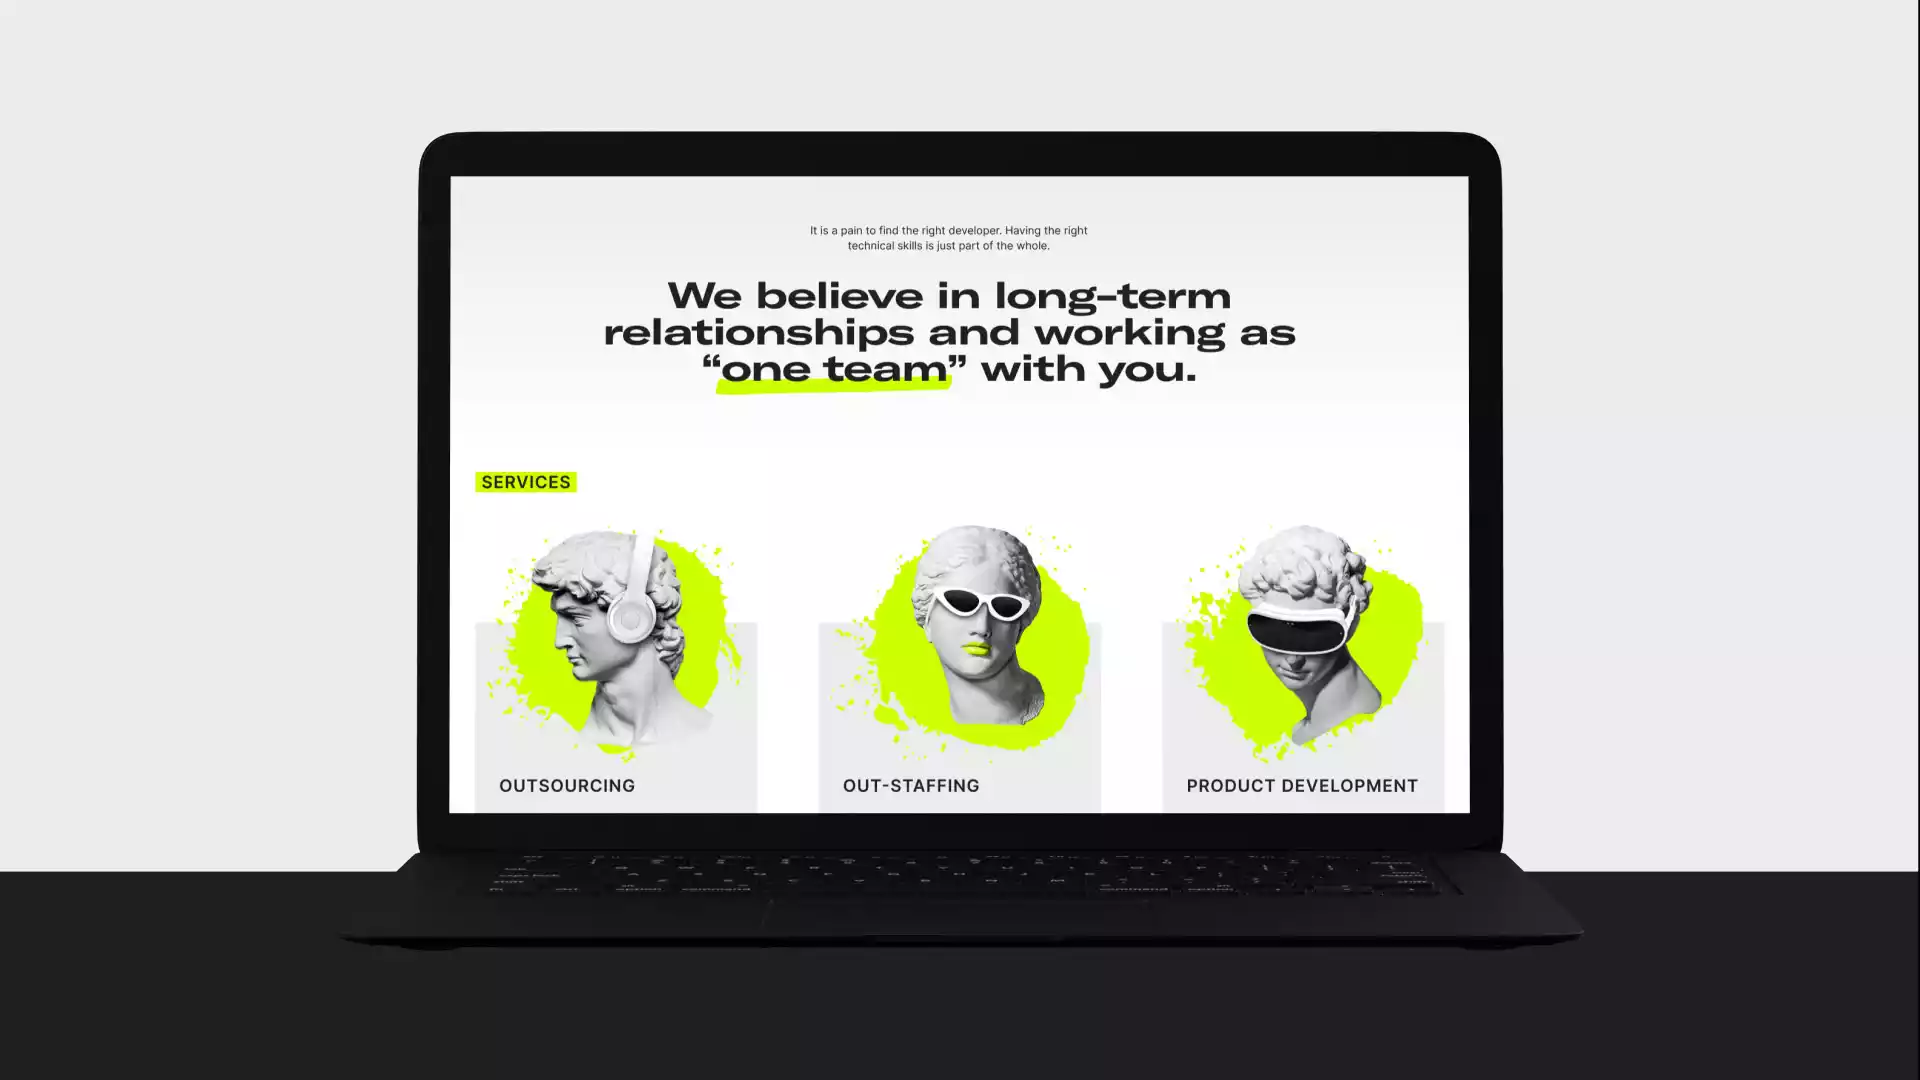 It is a pain to find the right developer. Having the right
technical skills is just part of the whole.
We believe in long-term
relationships and working as
“one team” with you.
SERVICES
OUTSOURCING
OUT-STAFFING
PRODUCT DEVELOPMENT
command
command